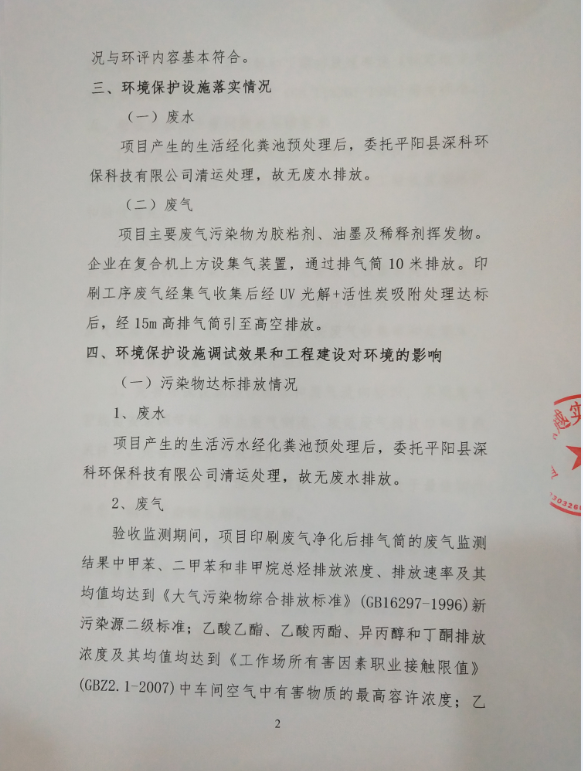 况与环评内容基本符合。
三、环境保护设施落实情况
（一）废水
项目产生的生活经化粪池预处理后，委托平阳县深科环
保科技有限公司清运处理，故无废水排放。
（二）废气
项目主要废气污染物为胶粘剂、油墨及稀释剂挥发物。
企业在复合机上方设集气装置，通过排气筒 10 米排放。印
刷工序废气经集气收集后经 UV 光解+活性炭吸附处理达标
后，经 15m 高排气筒引至高空排放。
四、环境保护设施调试效果和工程建设对环境的影响
（一）污染物达标排放情况
1、废水
项目产生的生活污水经化粪池预处理后，委托平阳县深
科环保科技有限公司清运处理，故无废水排放。
2、废气
验收监测期间，项目印刷废气净化后排气筒的废气监测
结果中甲苯、二甲苯和非甲烷总烃排放浓度、排放速率及其
均值均达到《大气污染物综合排放标准》(GB16297-1996)新
污染源二级标准；乙酸乙酯、乙酸丙酯、异丙醇和丁酮排放
浓度及其均值均达到《工作场所有害因素职业接触限值》
(GBZ2.1-2007)中车间空气中有害物质的最高容许浓度；乙
2